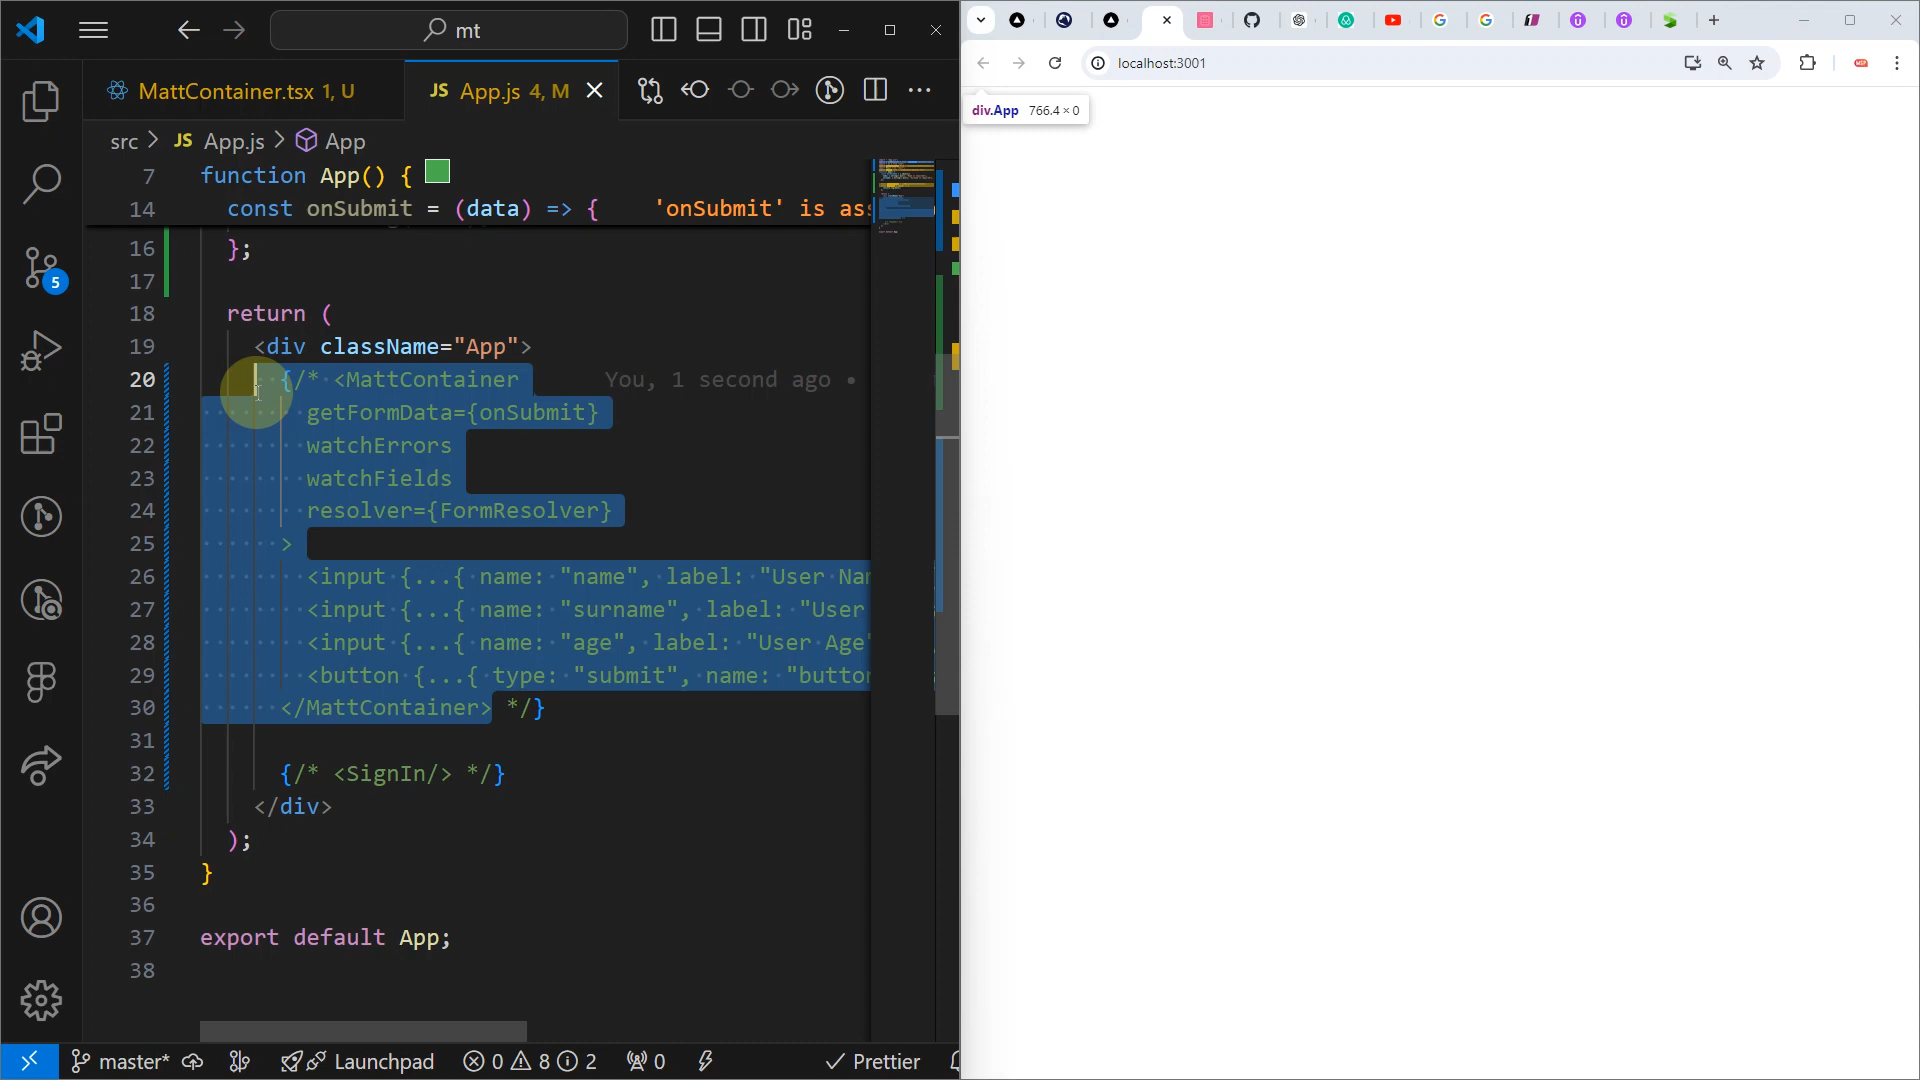 mt
MattContainer.tsx 1, U
JS App.js 4, M
src > JS App.js > App
7 function App() {
14 const onSubmit = (data) => { 'onSubmit' is ass
16 };
17
18 return (
19 <div className="App">
20 {/* <MattContainer You, 1 second ago •
21 getFormData={onSubmit}
22 watchErrors
23 watchFields
24 resolver={FormResolver}
25 >
26 <input {...{ name: "name", label: "User Nam
27 <input {...{ name: "surname", label: "User
28 <input {...{ name: "age", label: "User Age"
29 <button {...{ type: "submit", name: "button
30 </MattContainer> */}
31
32 {/* <SignIn/> */}
33 </div>
34 );
35 }
36
37 export default App;
38
5
master* Launchpad 0 8 2 0 Prettier
localhost:3001
div.App 766.4 × 0